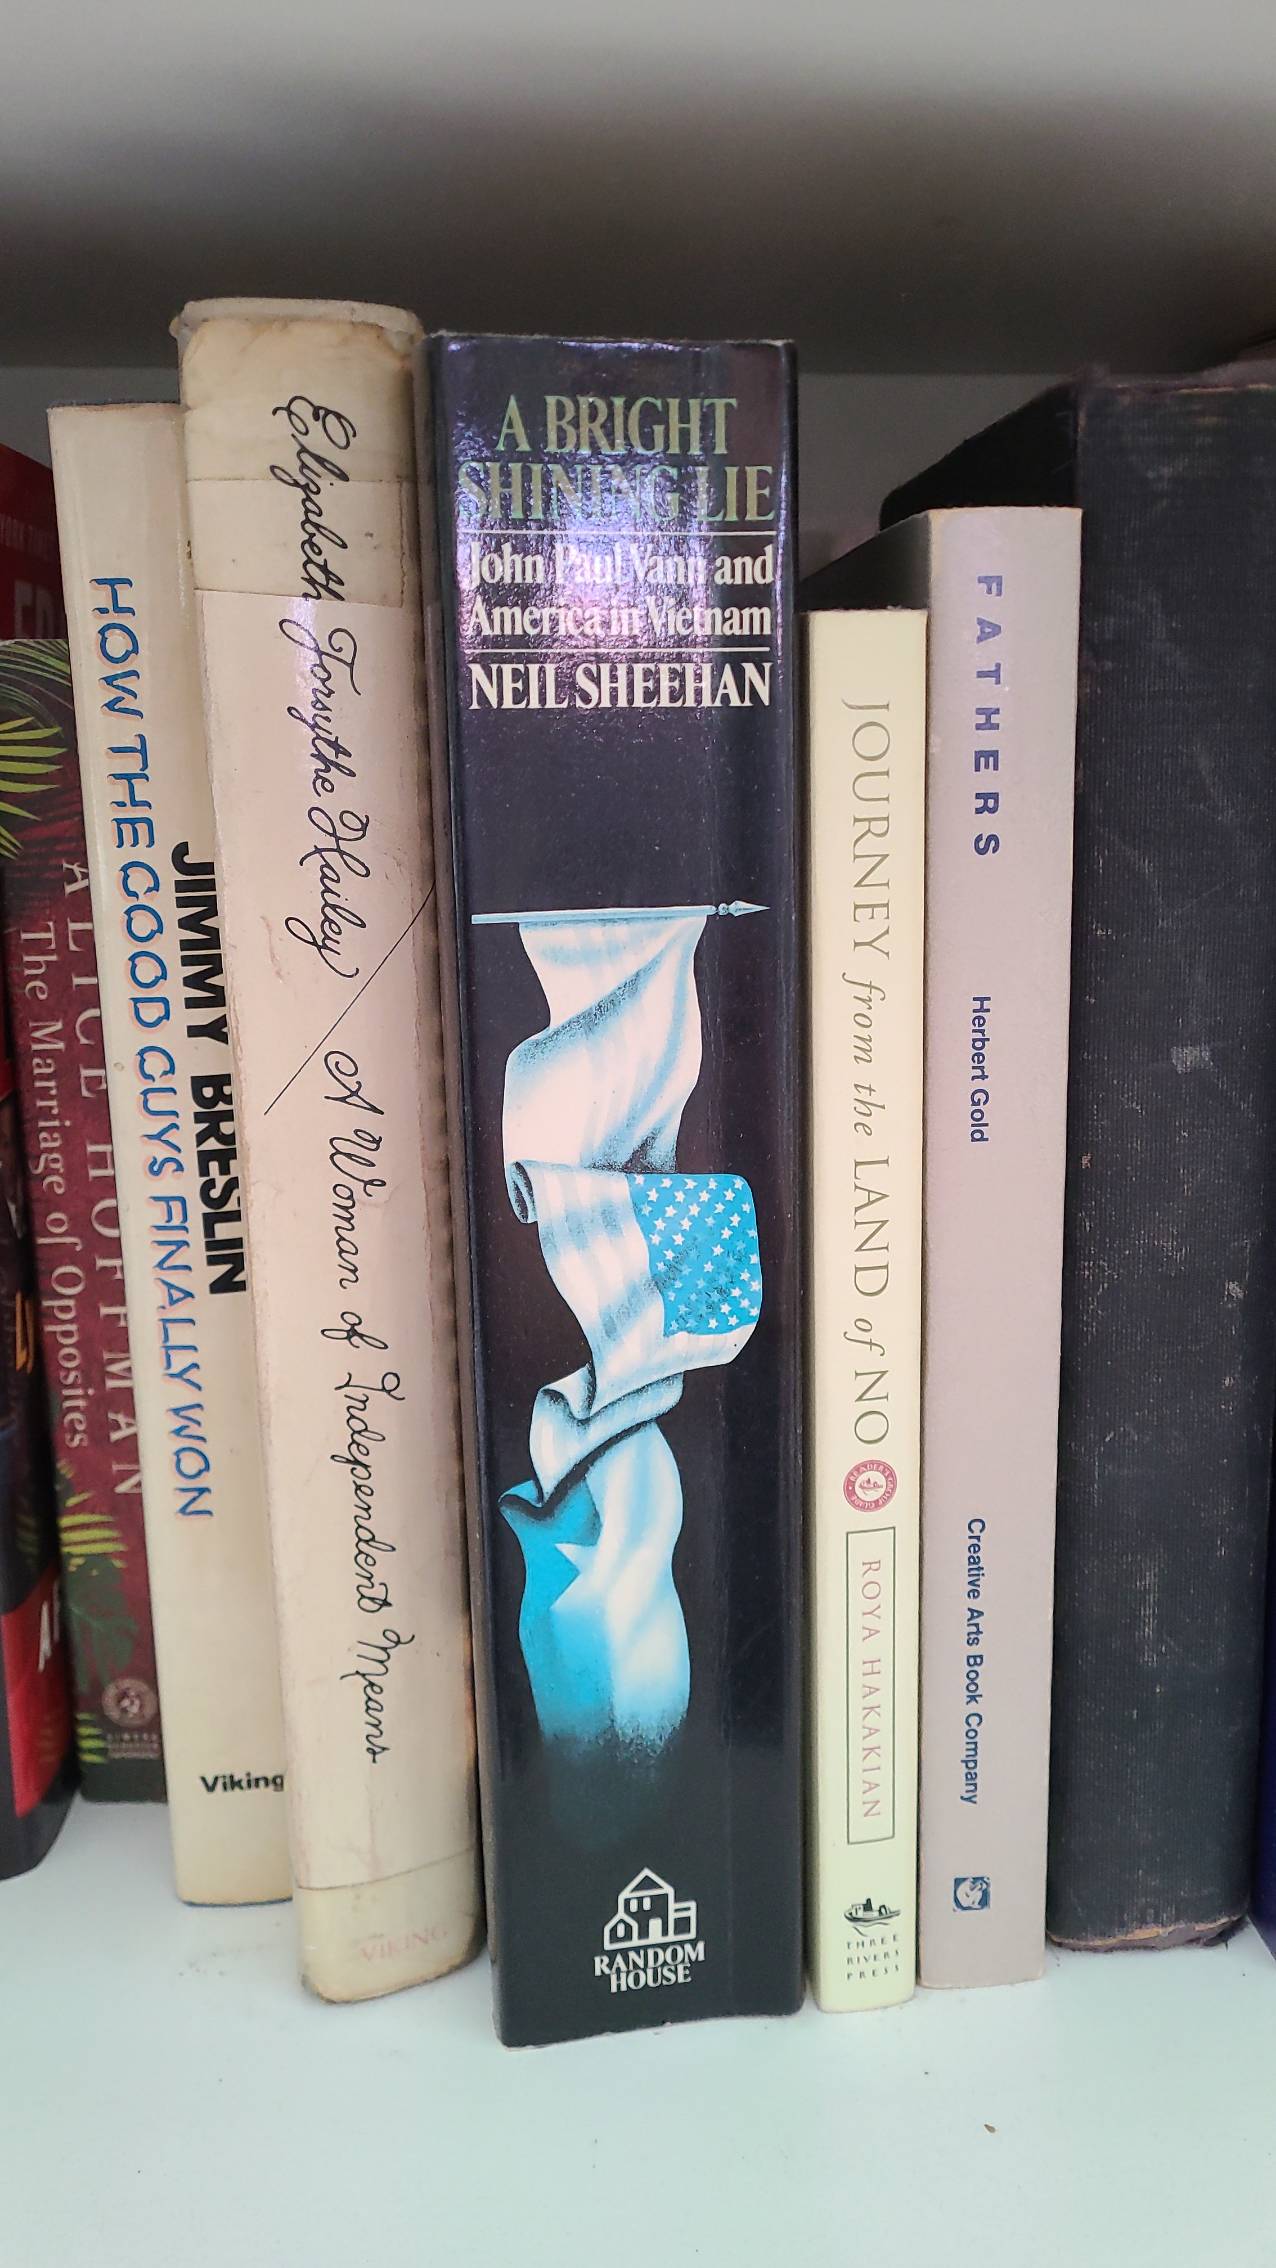 ALICE HOFFMAN
The Marriage of Opposites
HOW THE GOOD GUYS FINALLY WON
JIMMY BRESLIN
Viking
Elizabeth Forsythe Hailey / A Woman of Independent Means
VIKING
A BRIGHT
SHINING LIE
John Paul Vann and
America in Vietnam
NEIL SHEEHAN
RANDOM
HOUSE
JOURNEY from the LAND of NO
ROYA HAKAKIAN
THREE
RIVERS
PRESS
FATHERS
Herbert Gold
Creative Arts Book Company